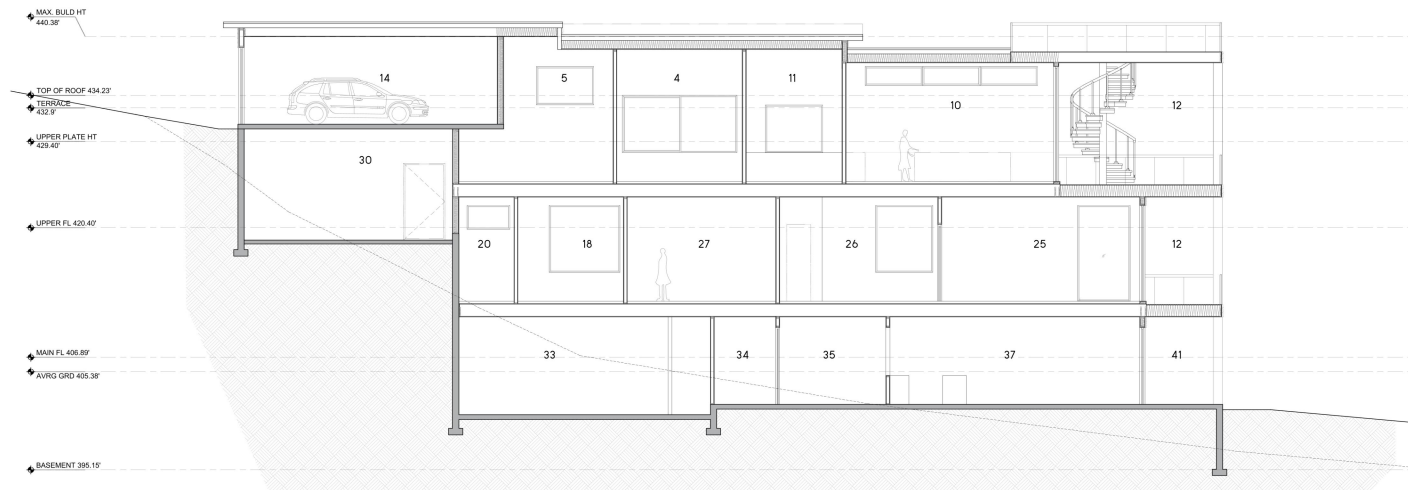 MAX. BULD HT
440.38'
14
5
4
11
10
12
TOP OF ROOF 434.23'
TERRACE
432.9'
UPPER PLATE HT
429.40'
30
UPPER FL 420.40'
20
18
27
26
25
12
MAIN FL 406.89'
33
34
35
37
41
AVRG GRD 405.38'
BASEMENT 395.15'